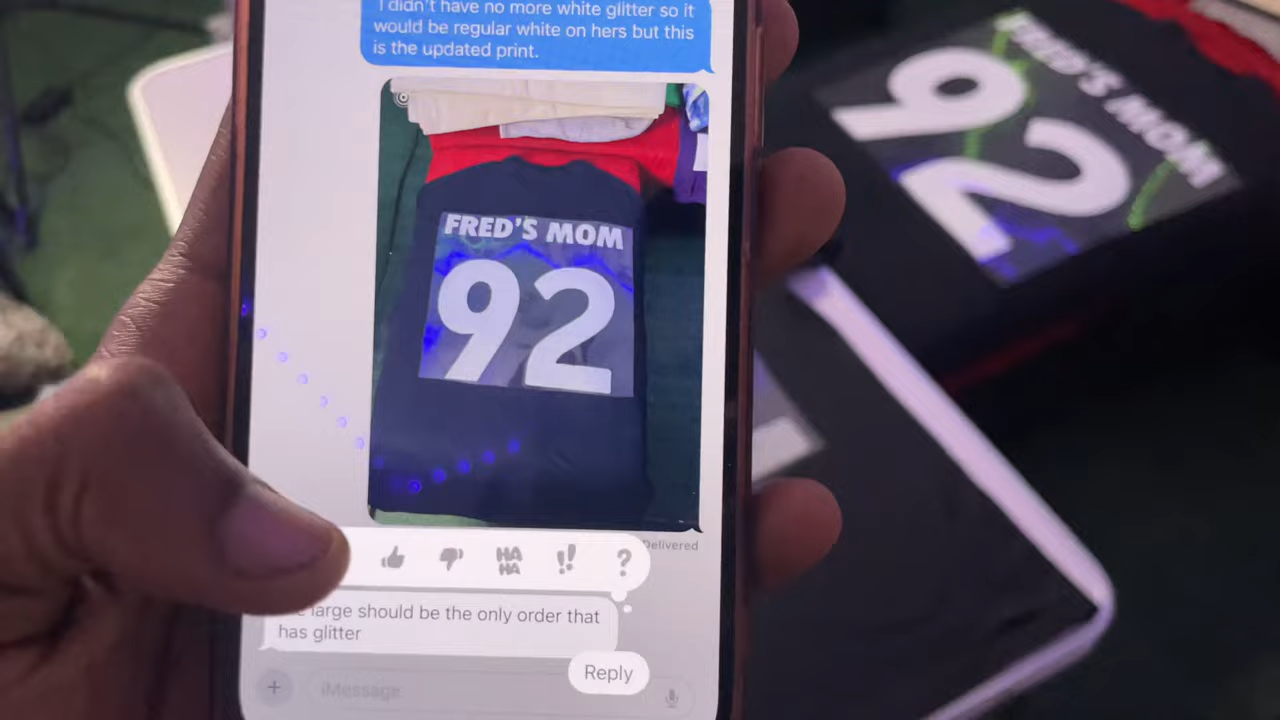 I didn't have no more white glitter so it
would be regular white on hers but this
is the updated print.
FRED'S MOM
92
FRED'S MOM
92
Delivered
HA
HA
!!
?
large should be the only order that
has glitter
Reply
+
iMessage